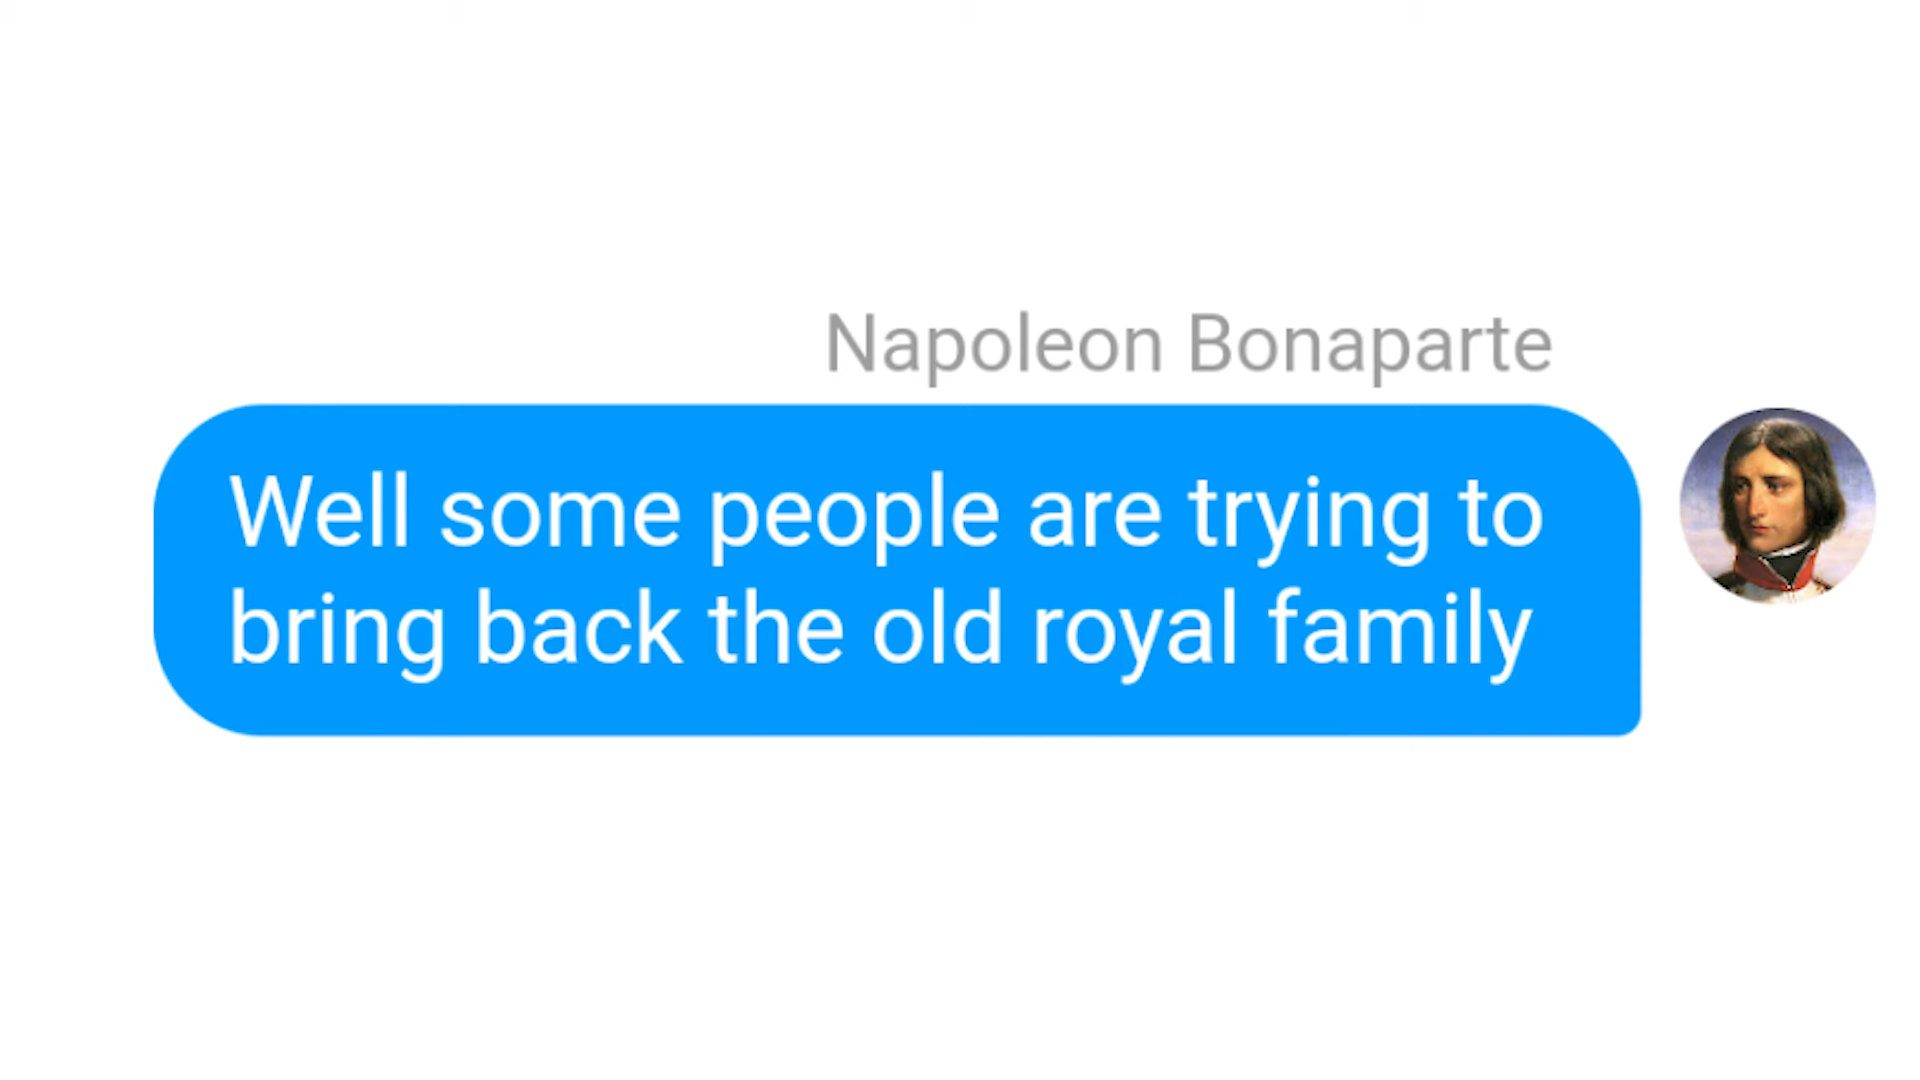 Napoleon Bonaparte
Well some people are trying to
bring back the old royal family